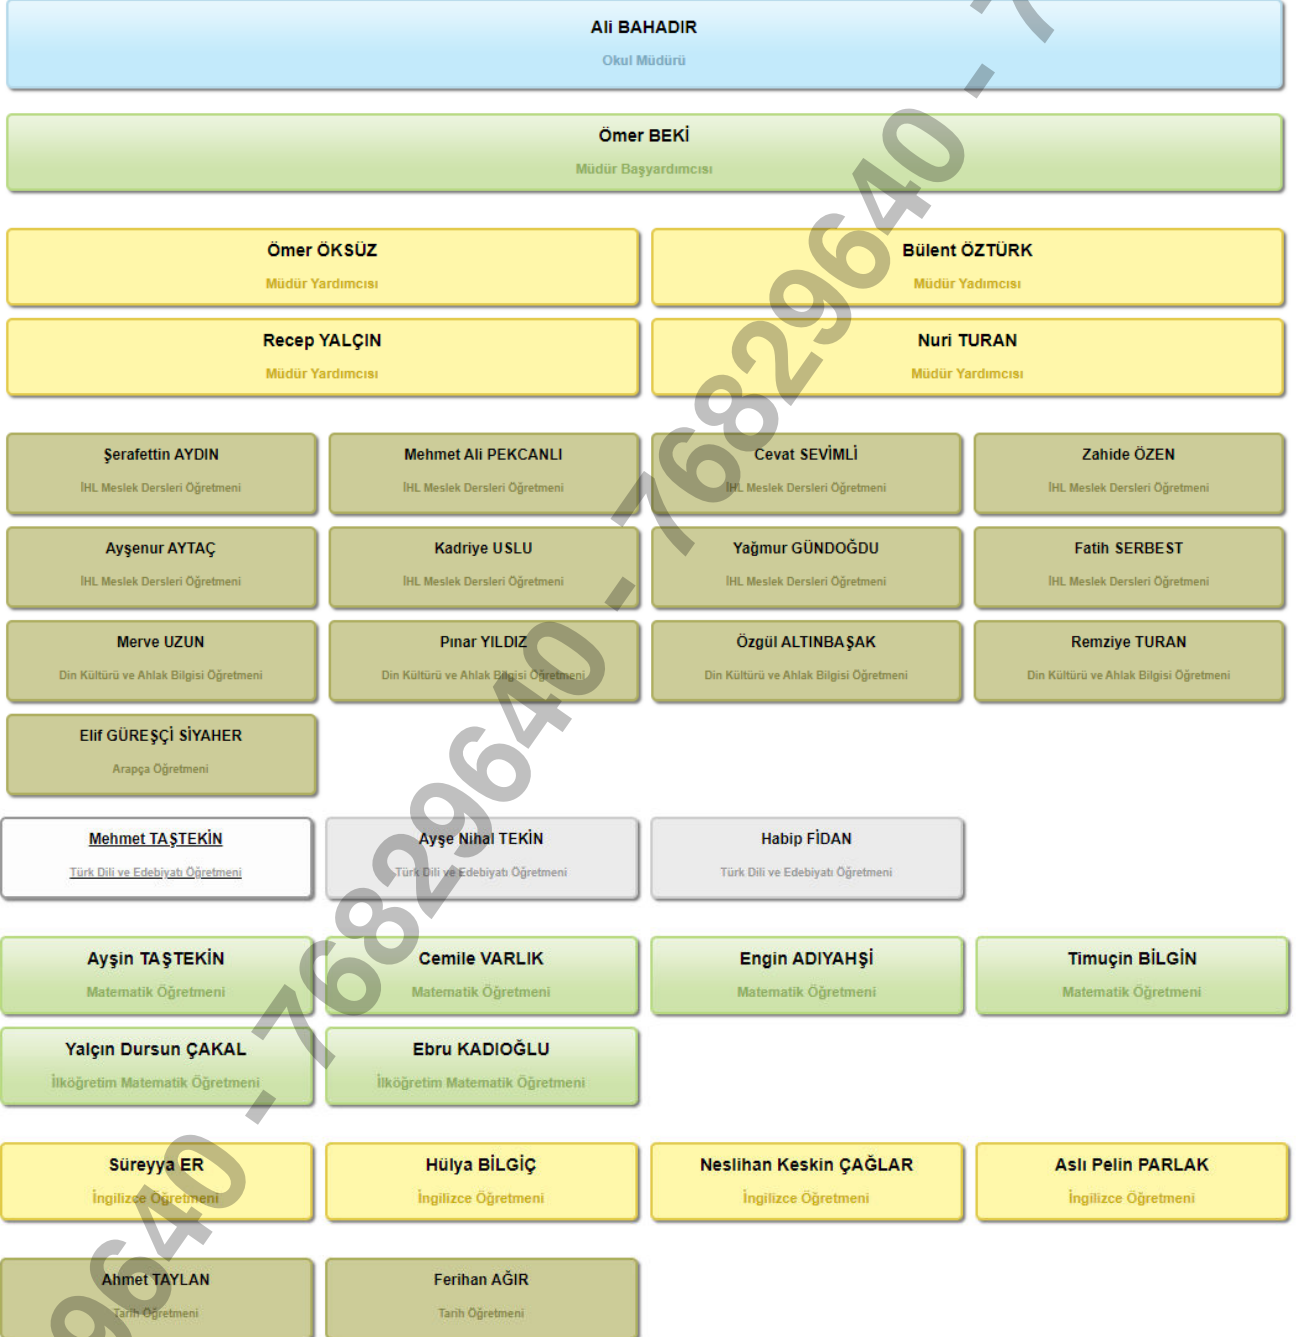 Ali BAHADIR
Okul Müdürü
Ömer BEKİ
Müdür Başyardımcısı
Ömer ÖKSÜZ
Müdür Yardımcısı
Bülent ÖZTÜRK
Müdür Yadımcısı
Recep YALÇIN
Müdür Yardımcısı
Nuri TURAN
Müdür Yardımcısı
Şerafettin AYDIN
İHL Meslek Dersleri Öğretmeni
Mehmet Ali PEKCANLI
İHL Meslek Dersleri Öğretmeni
Cevat SEVİMLİ
İHL Meslek Dersleri Öğretmeni
Zahide ÖZEN
İHL Meslek Dersleri Öğretmeni
Ayşenur AYTAÇ
İHL Meslek Dersleri Öğretmeni
Kadriye USLU
İHL Meslek Dersleri Öğretmeni
Yağmur GÜNDOĞDU
İHL Meslek Dersleri Öğretmeni
Fatih SERBEST
İHL Meslek Dersleri Öğretmeni
Merve UZUN
Din Kültürü ve Ahlak Bilgisi Öğretmeni
Pınar YILDIZ
Din Kültürü ve Ahlak Bilgisi Öğretmeni
Özgül ALTINBAŞAK
Din Kültürü ve Ahlak Bilgisi Öğretmeni
Remziye TURAN
Din Kültürü ve Ahlak Bilgisi Öğretmeni
Elif GÜREŞÇİ SİYAHER
Arapça Öğretmeni
Mehmet TAŞTEKİN
Türk Dili ve Edebiyatı Öğretmeni
Ayşe Nihal TEKİN
Türk Dili ve Edebiyatı Öğretmeni
Habip FİDAN
Türk Dili ve Edebiyatı Öğretmeni
Ayşin TAŞTEKİN
Matematik Öğretmeni
Cemile VARLIK
Matematik Öğretmeni
Engin ADIYAHŞİ
Matematik Öğretmeni
Timuçin BİLGİN
Matematik Öğretmeni
Yalçın Dursun ÇAKAL
İlköğretim Matematik Öğretmeni
Ebru KADIOĞLU
İlköğretim Matematik Öğretmeni
Süreyya ER
İngilizce Öğretmeni
Hülya BİLGİÇ
İngilizce Öğretmeni
Neslihan Keskin ÇAĞLAR
İngilizce Öğretmeni
Aslı Pelin PARLAK
İngilizce Öğretmeni
Ahmet TAYLAN
Tarih Öğretmeni
Ferihan AĞIR
Tarih Öğretmeni
9640 - 76829640 - 76829640 - 7